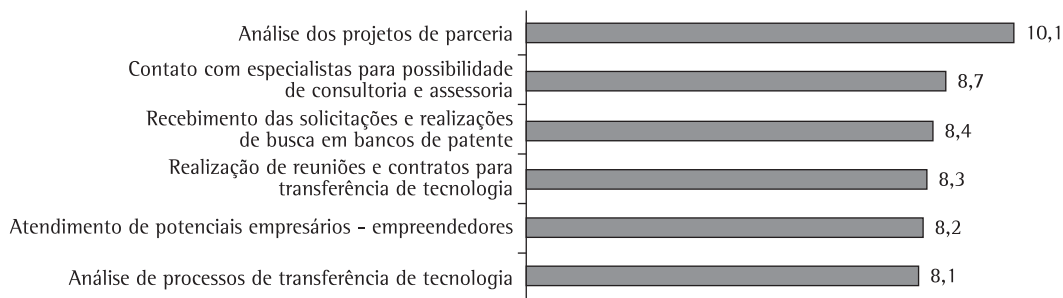 Análise dos projetos de parceria
10,1
Contato com especialistas para possibilidade
de consultoria e assessoria
8,7
Recebimento das solicitações e realizações
de busca em bancos de patente
8,4
Realização de reuniões e contratos para
transferência de tecnologia
8,3
Atendimento de potenciais empresários - empreendedores
8,2
Análise de processos de transferência de tecnologia
8,1